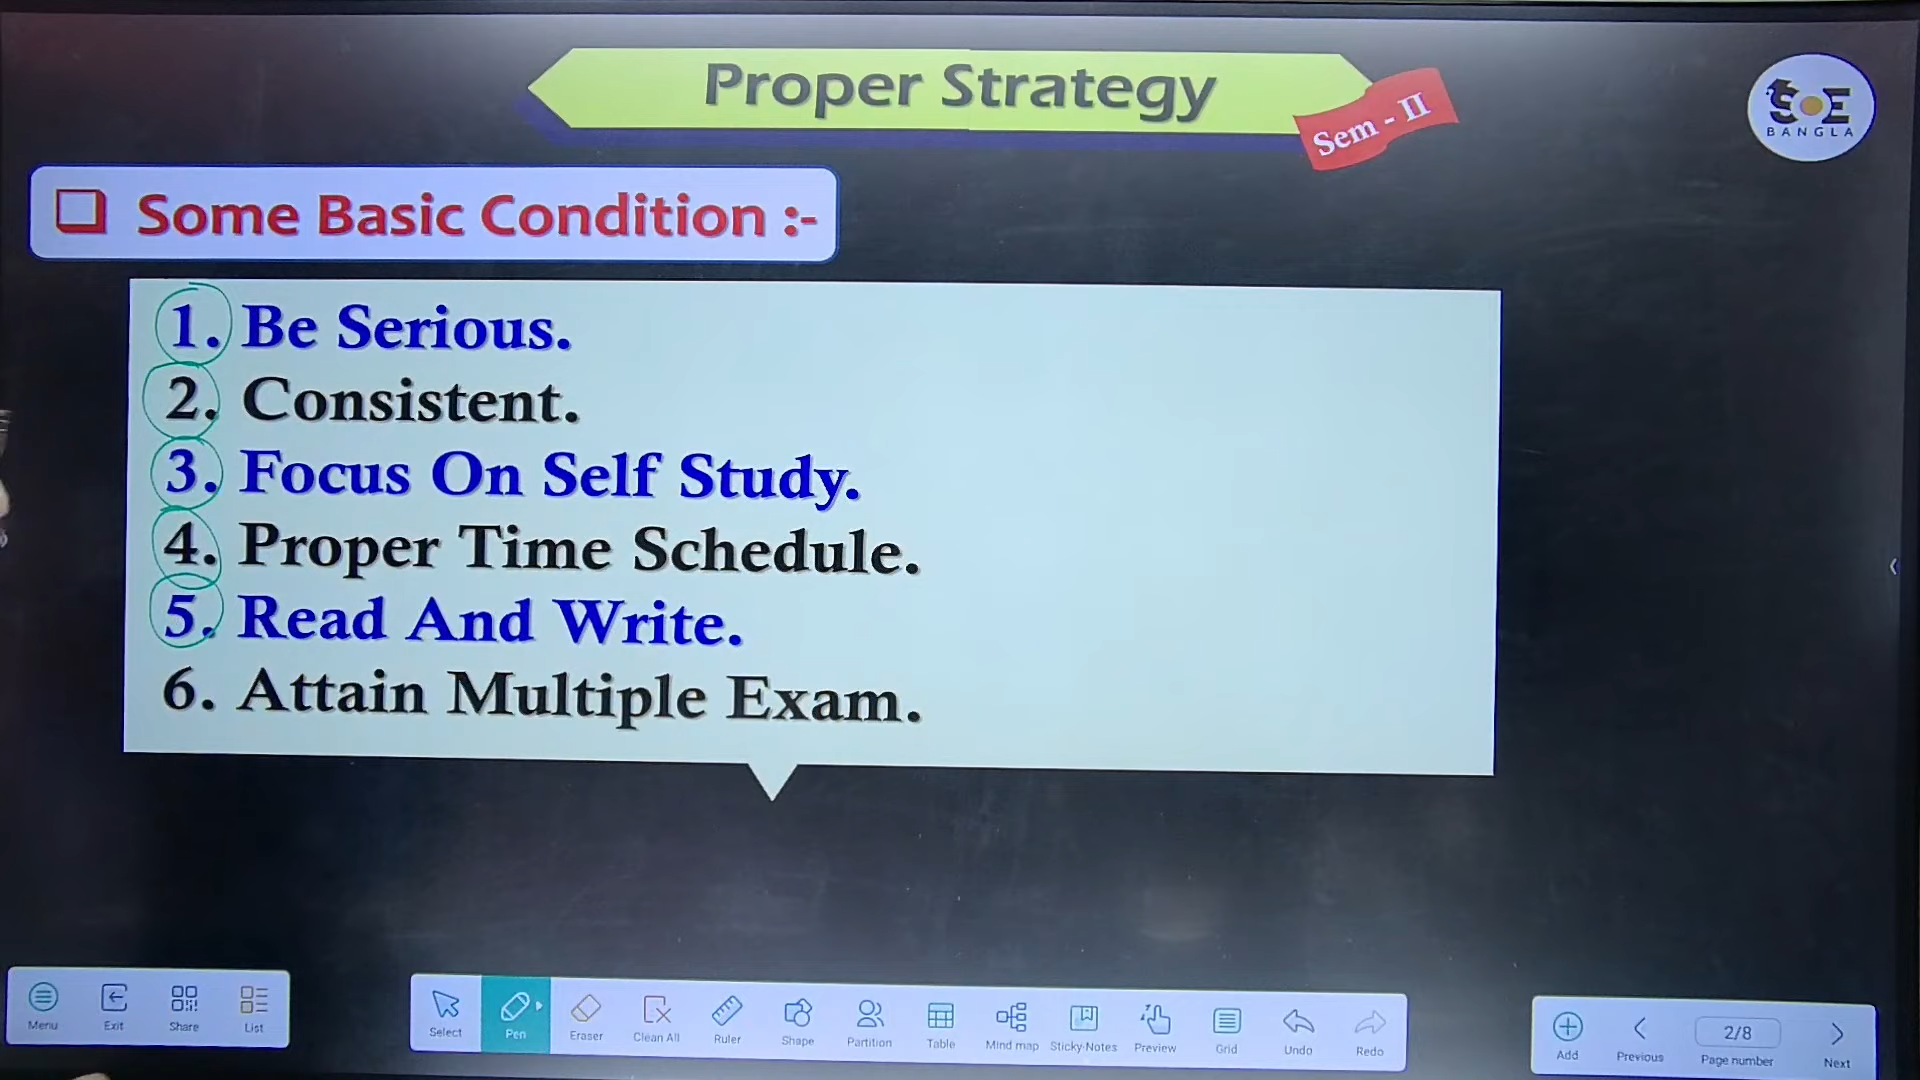 Proper Strategy
Sem - II
SOE
BANGLA
Some Basic Condition :-
1. Be Serious.
2. Consistent.
3. Focus On Self Study.
4. Proper Time Schedule.
5. Read And Write.
6. Attain Multiple Exam.
Menu Exit Share List
Select Pen Eraser Clean All Ruler Shape Partition Table Mind map Sticky Notes Preview Grid Undo Redo
Add Previous 2/8 Page number Next